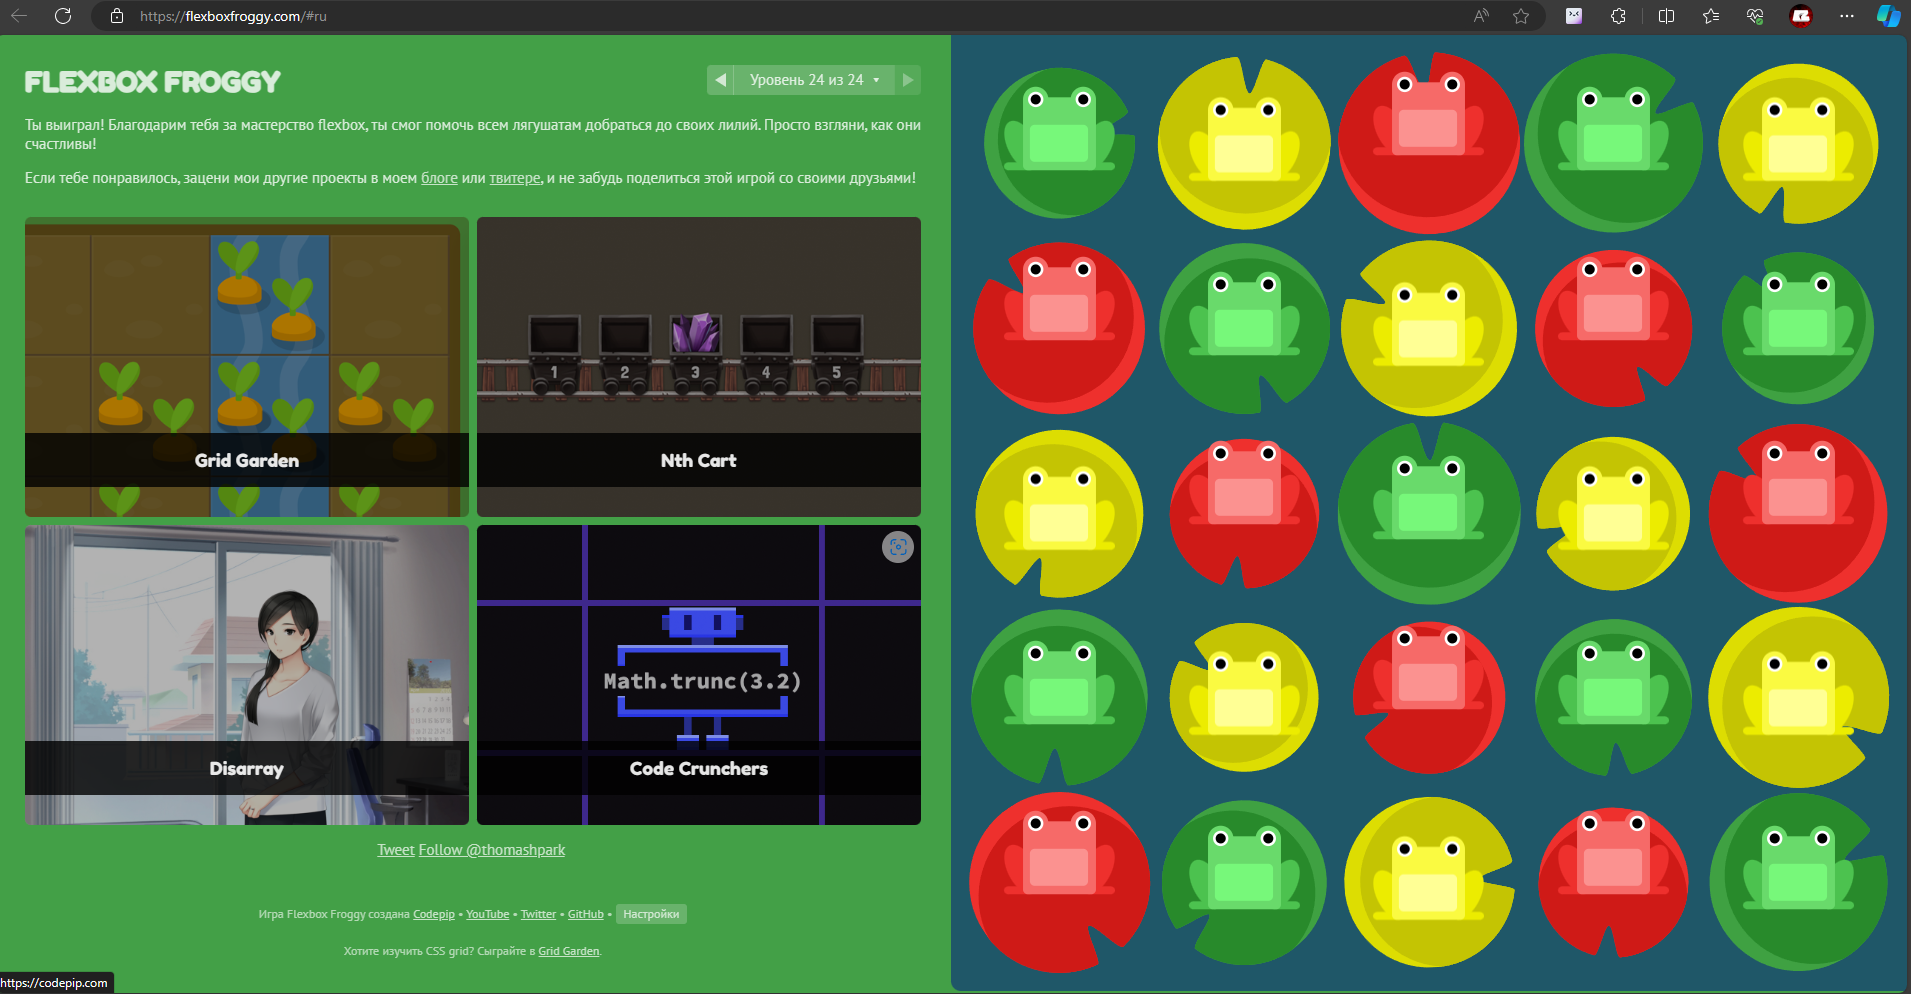 https://flexboxfroggy.com/#ru
FLEXBOX FROGGY
Уровень 24 из 24
Ты выиграл! Благодарим тебя за мастерство flexbox, ты смог помочь всем лягушатам добраться до своих лилий. Просто взгляни, как они
счастливы!
Если тебе понравилось, зацени мои другие проекты в моем блоге или твитере, и не забудь поделиться этой игрой со своими друзьями!
Grid Garden
1 2 3 4 5
Nth Cart
Disarray
Math.trunc(3.2)
Code Crunchers
Tweet Follow @thomashpark
Игра Flexbox Froggy создана Codepip • YouTube • Twitter • GitHub • Настройки
Хотите изучить CSS grid? Сыграйте в Grid Garden.
https://codepip.com